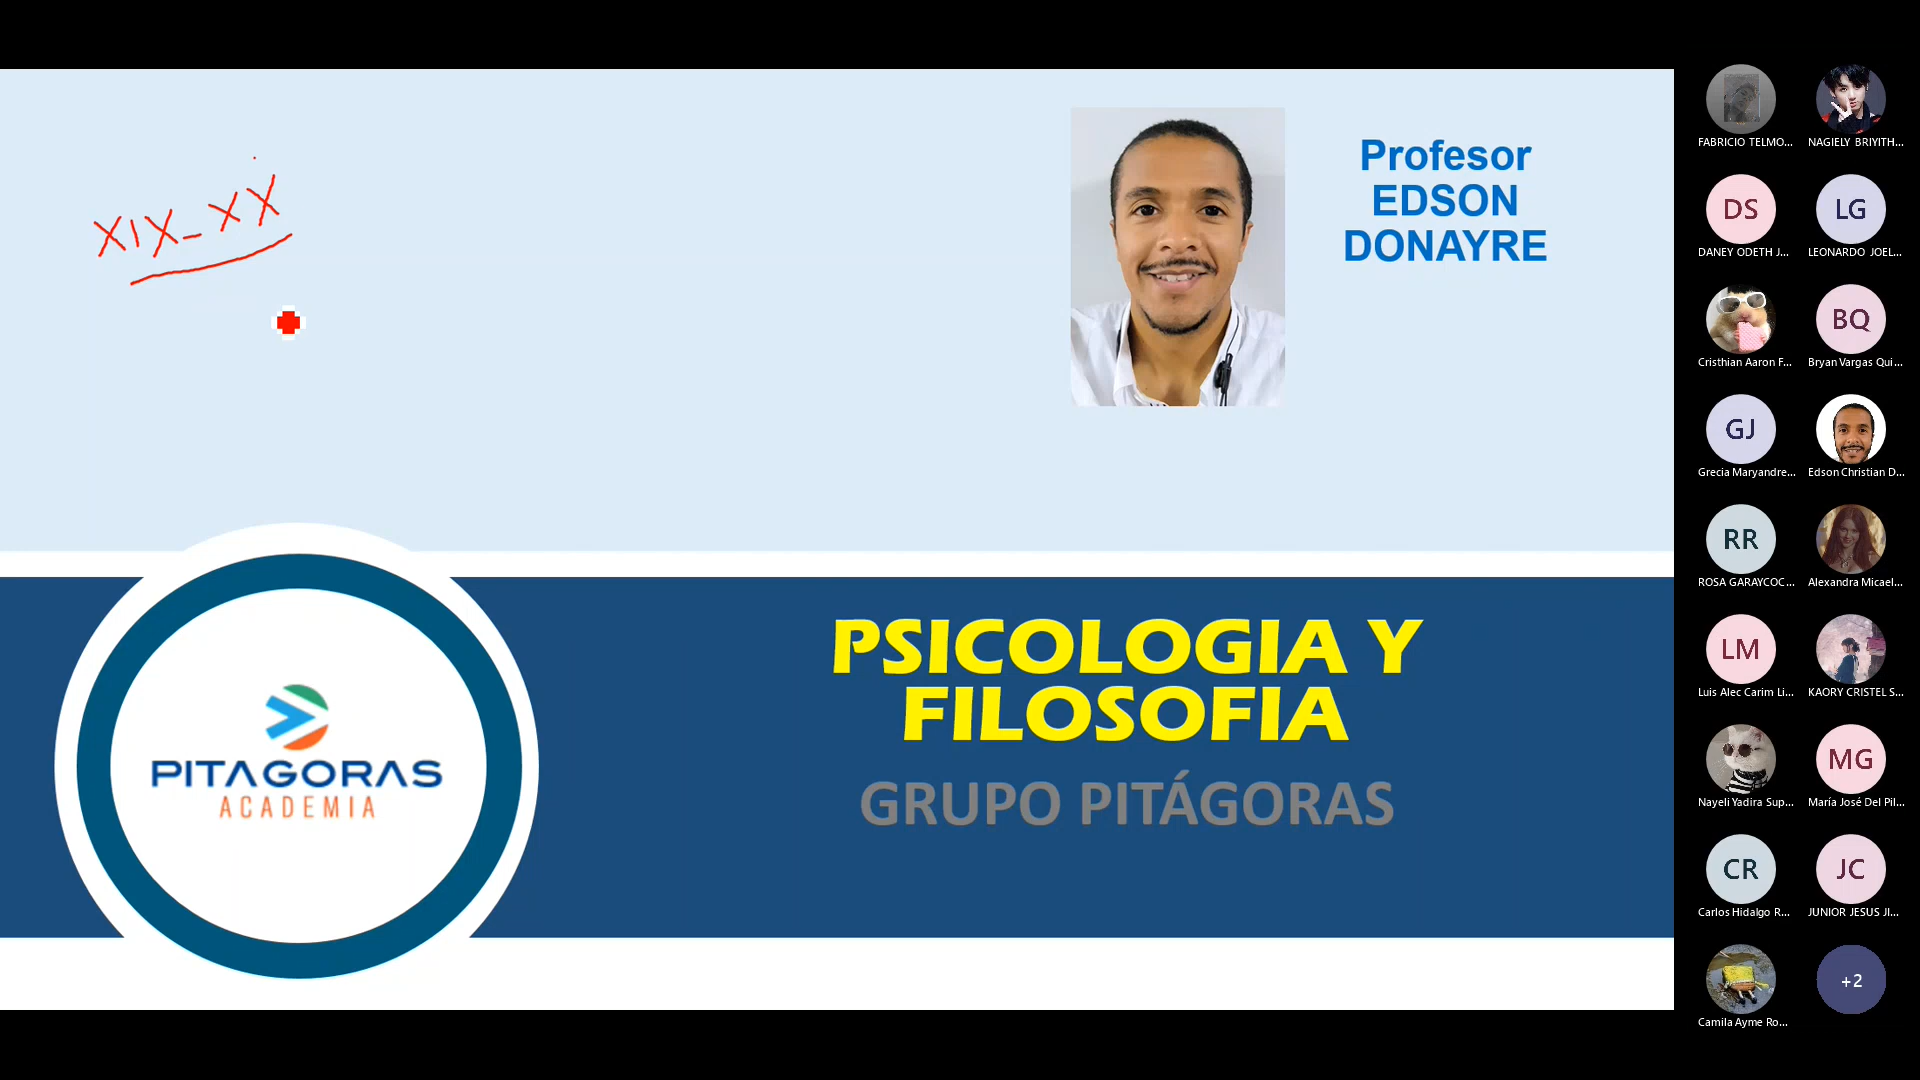 XIX-XX
Profesor
EDSON
DONAYRE
PSICOLOGIA Y
FILOSOFIA
GRUPO PITÁGORAS
PITAGORAS
ACADEMIA
FABRICIO TELMO...
NAGIELY BRIYITH...
DS
LG
DANEY ODETH J...
LEONARDO JOEL...
BQ
Cristhian Aaron F...
Bryan Vargas Qui...
GJ
Grecia Maryandre...
Edson Christian D...
RR
ROSA GARAYCOC...
Alexandra Micael...
LM
Luis Alec Carim Li...
KAORY CRISTEL S...
MG
Nayeli Yadira Sup...
María José Del Pil...
CR
JC
Carlos Hidalgo R...
JUNIOR JESUS JI...
+2
Camila Ayme Ro...